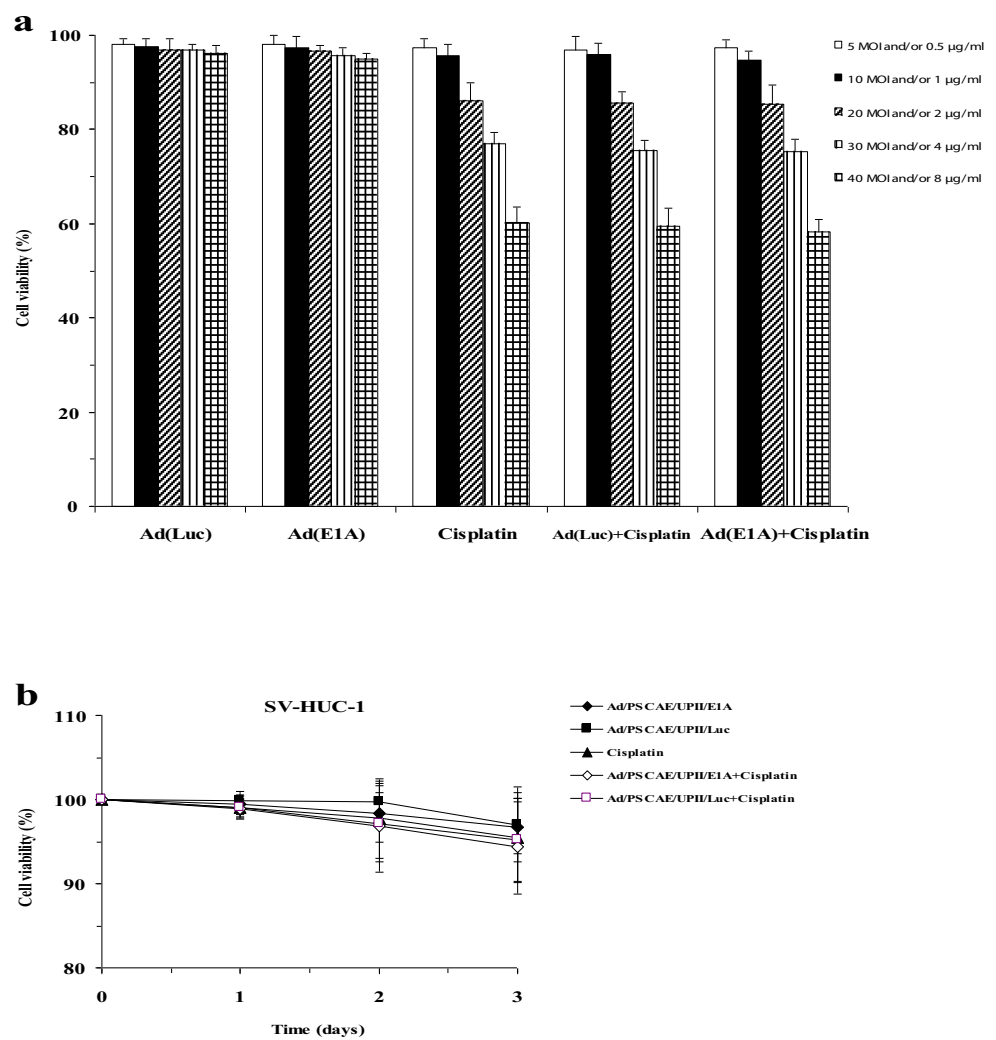 a
100
80
60
40
20
0
Cell viability (%)
Ad(Luc)
Ad(E1A)
Cisplatin
Ad(Luc)+Cisplatin
Ad(E1A)+Cisplatin
5 MOI and/or 0.5 µg/ml
10 MOI and/or 1 µg/ml
20 MOI and/or 2 µg/ml
30 MOI and/or 4 µg/ml
40 MOI and/or 8 µg/ml
b
SV-HUC-1
110
100
90
80
Cell viability (%)
0 1 2 3
Time (days)
Ad/PSCAE/UPII/E1A
Ad/PSCAE/UPII/Luc
Cisplatin
Ad/PSCAE/UPII/E1A+Cisplatin
Ad/PSCAE/UPII/Luc+Cisplatin